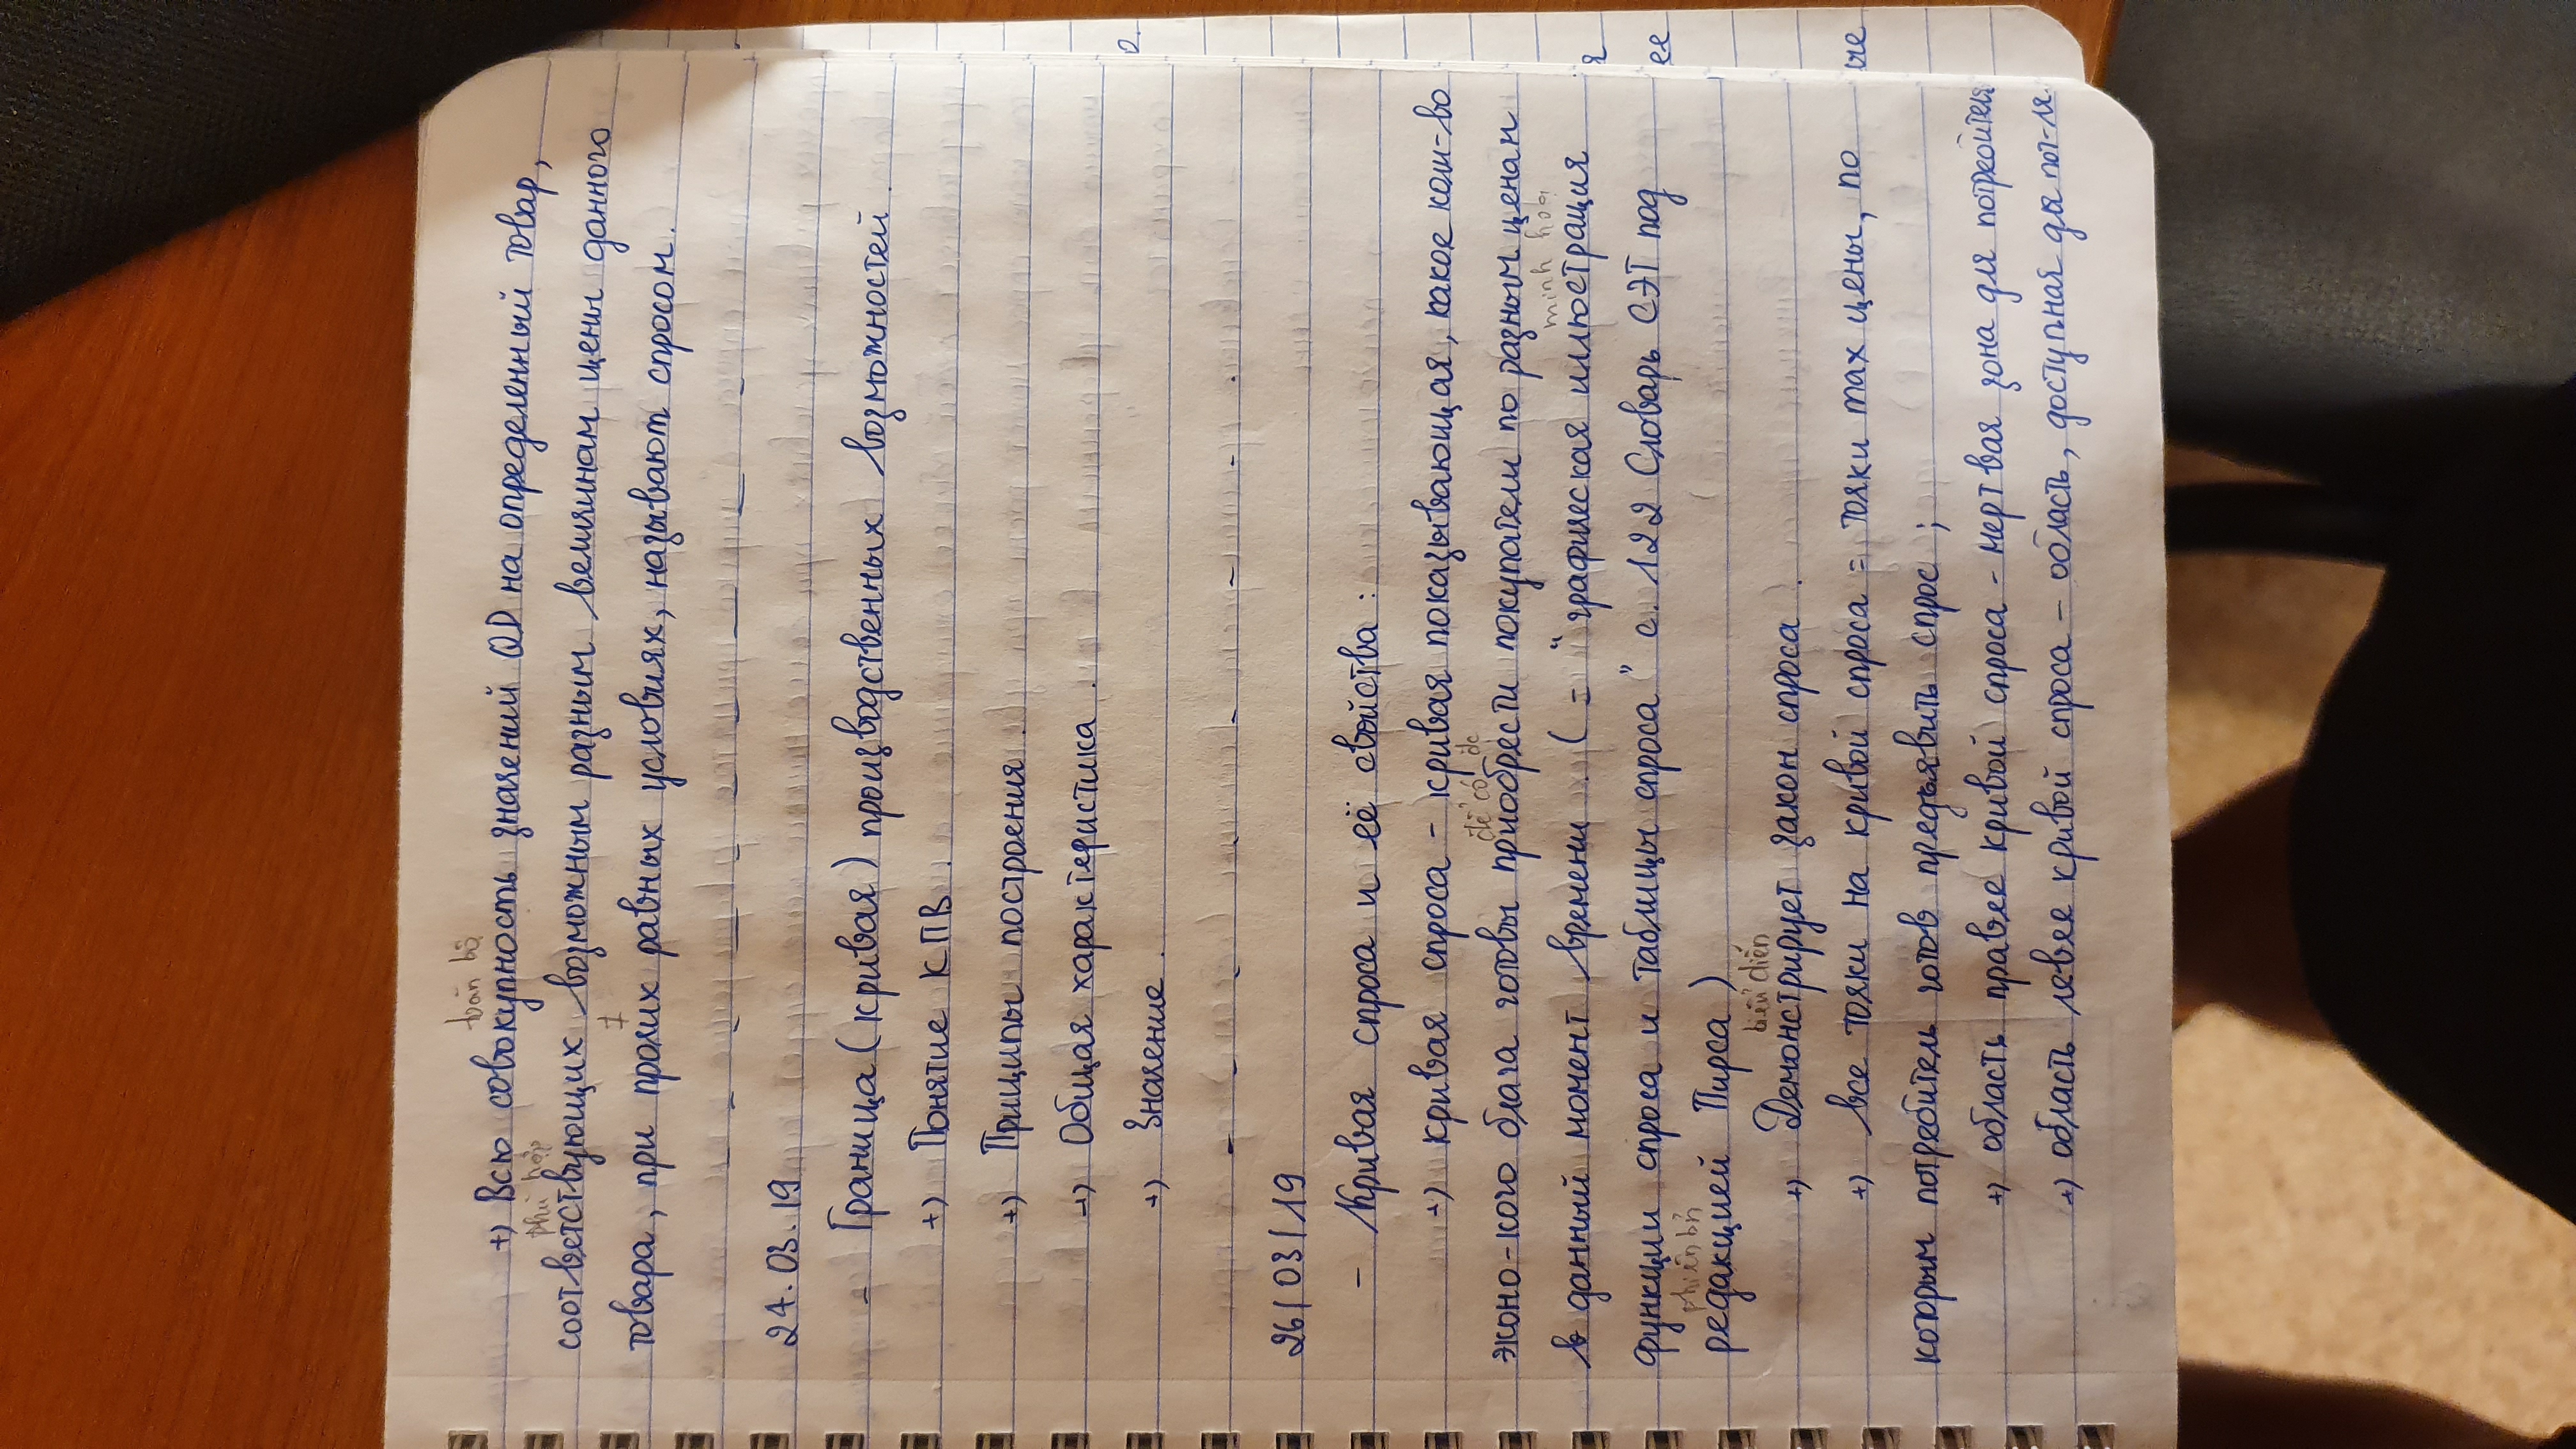 toàn bộ
+) Всю совокупность значений QD на определенный товар,
phù hợp
соответствующих возможным разным величинам цены данного
товара, при прочих равных условиях, называют спросом.
24.03.19
- Граница (кривая) производственных возможностей.
+) Понятие КПВ.
+) Приципы построения.
+) Общая характеристика.
+) Значение.
26/03/19
- Кривая спроса и её свойства:
+) кривая спроса - кривая показывающая, какое кол-во
để có đc
эконо-кого блага готовы приобрести покупатели по разным ценам
minh hoạ
в данный момент времени. ( = "графическая иллюстрация
функции спроса и таблицы спроса" с. 122 Словарь СЭТ под
phiên bản
редакцией Пирса)
biểu diễn
+) Демонстрирует закон спроса.
+) все точки на кривой спроса = точки max цены, по
которым потребитель готов предъявить спрос;
+) область правее кривой спроса - мертвая зона для потребителя
+) область левее кривой спроса - область, доступная для пот-ля.